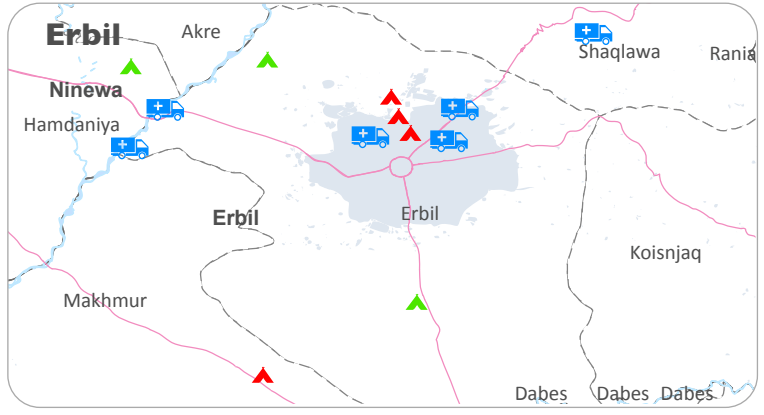 Erbil
Akre
Shaqlawa
Rania
Ninewa
Hamdaniya
Erbil
Erbil
Koisnjaq
Makhmur
Dabes
Dabes
Dabes